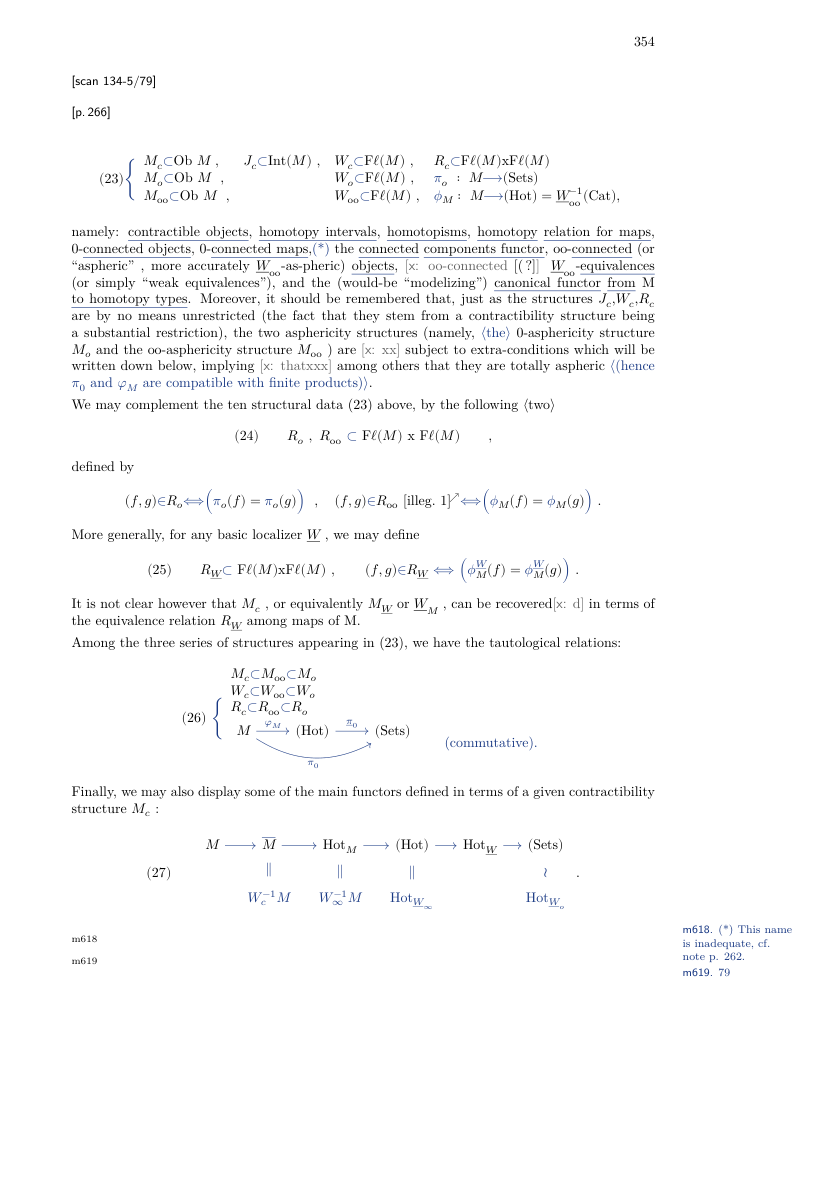 354
[scan 134-5/79]
[p. 266]
(23) { M_c⊂Ob M , J_c⊂Int(M) , W_c⊂Fℓ(M) , R_c⊂Fℓ(M)xFℓ(M)
M_o⊂Ob M , W_o⊂Fℓ(M) , π_o : M⟶(Sets)
M_oo⊂Ob M , W_oo⊂Fℓ(M) , ϕ_M : M⟶(Hot) = W_oo^{-1}(Cat),
namely: contractible objects, homotopy intervals, homotopisms, homotopy relation for maps,
0-connected objects, 0-connected maps,(*) the connected components functor, oo-connected (or
“aspheric” , more accurately W_oo-as-pheric) objects, [x: oo-connected [( ?]] W_oo-equivalences
(or simply “weak equivalences”), and the (would-be “modelizing”) canonical functor from M
to homotopy types. Moreover, it should be remembered that, just as the structures J_c,W_c,R_c
are by no means unrestricted (the fact that they stem from a contractibility structure being
a substantial restriction), the two asphericity structures (namely, ⟨the⟩ 0-asphericity structure
M_o and the oo-asphericity structure M_oo ) are [x: xx] subject to extra-conditions which will be
written down below, implying [x: thatxxx] among others that they are totally aspheric ⟨(hence
π_0 and φ_M are compatible with finite products)⟩.
We may complement the ten structural data (23) above, by the following ⟨two⟩
(24) R_o , R_oo ⊂ Fℓ(M) x Fℓ(M) ,
defined by
(f, g)∈R_o⟺(π_o(f) = π_o(g)) , (f, g)∈R_oo [illeg. 1]↗⟺(ϕ_M(f) = ϕ_M(g)) .
More generally, for any basic localizer W , we may define
(25) R_W⊂ Fℓ(M)xFℓ(M) , (f, g)∈R_W ⟺ (ϕ_M^W(f) = ϕ_M^W(g)) .
It is not clear however that M_c , or equivalently M_W or W_M , can be recovered[x: d] in terms of
the equivalence relation R_W among maps of M.
Among the three series of structures appearing in (23), we have the tautological relations:
M_c⊂M_oo⊂M_o
W_c⊂W_oo⊂W_o
(26) { R_c⊂R_oo⊂R_o
M ⟶^{φ_M} (Hot) ⟶^{π_0} (Sets)
(commutative).
π_0
Finally, we may also display some of the main functors defined in terms of a given contractibility
structure M_c :
M ⟶ M̅ ⟶ Hot_M ⟶ (Hot) ⟶ Hot_W ⟶ (Sets)
(27) ‖ ‖ ‖ ≀ .
W_c^{-1}M W_∞^{-1}M Hot_{W_∞} Hot_{W_o}
m618
m619
m618. (*) This name
is inadequate, cf.
note p. 262.
m619. 79